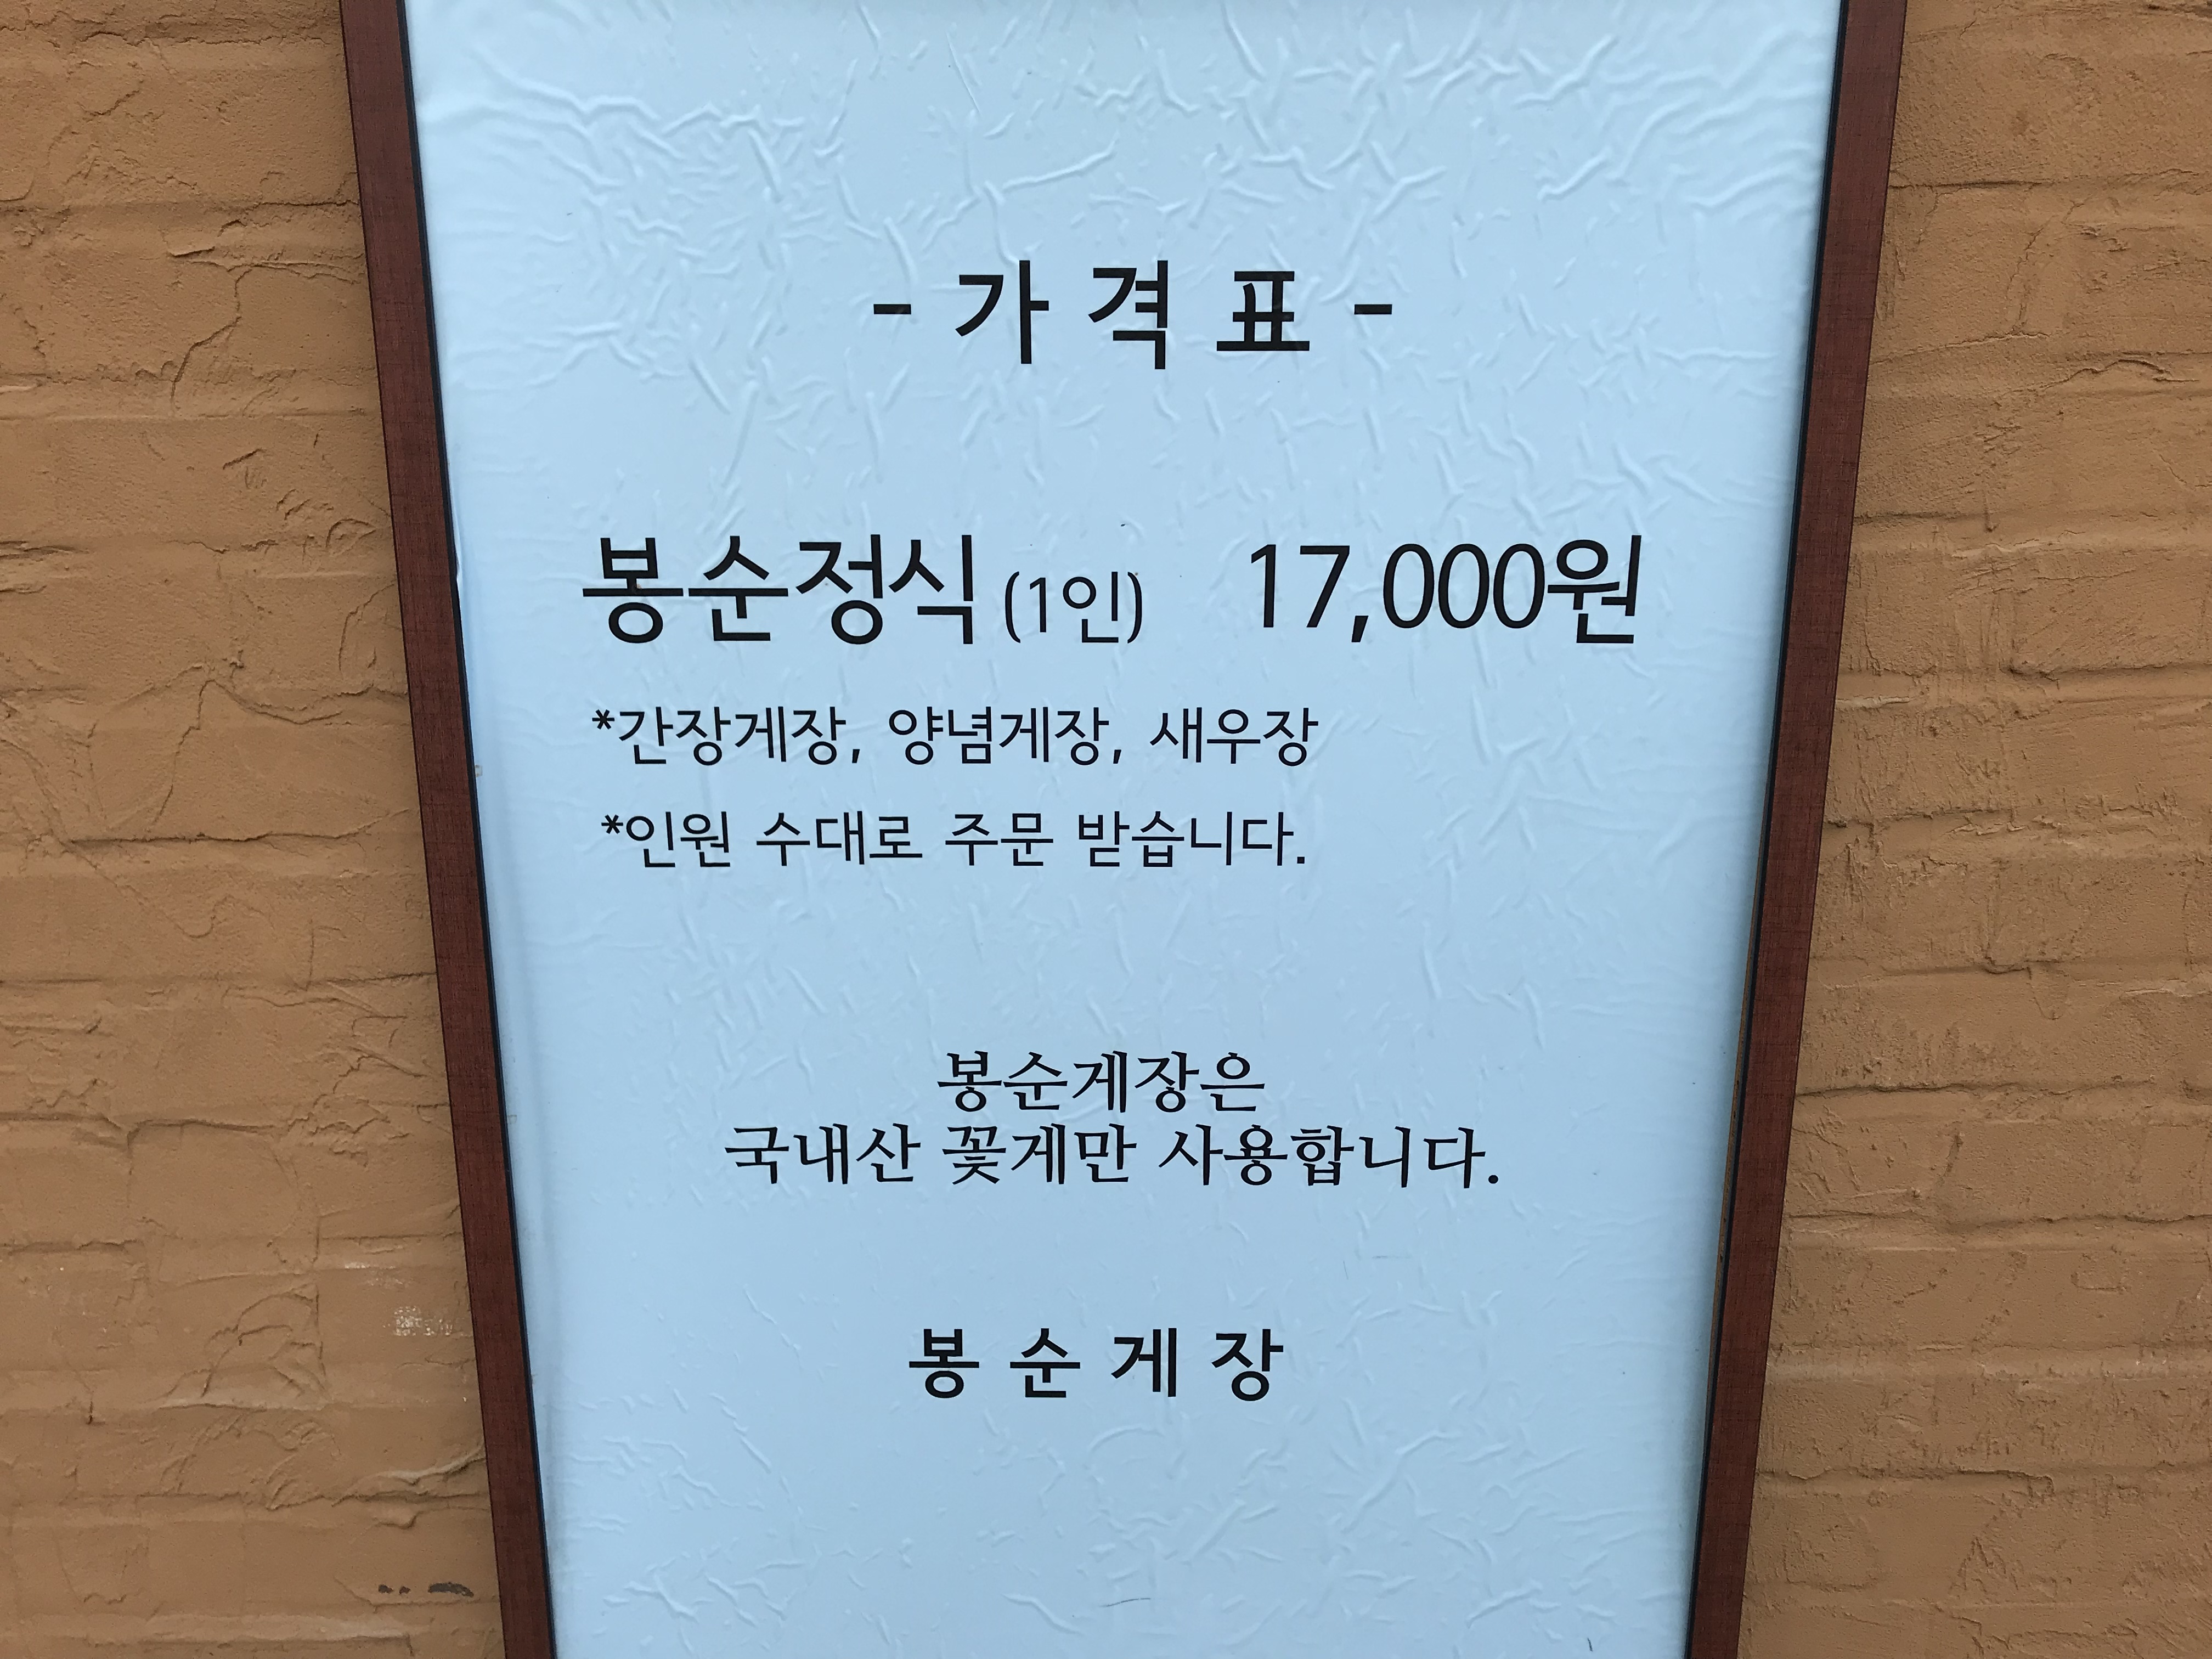 - 가 격 표 -
봉순정식 (1인) 17,000원
*간장게장, 양념게장, 새우장
*인원 수대로 주문 받습니다.
봉순게장은
국내산 꽃게만 사용합니다.
봉 순 게 장